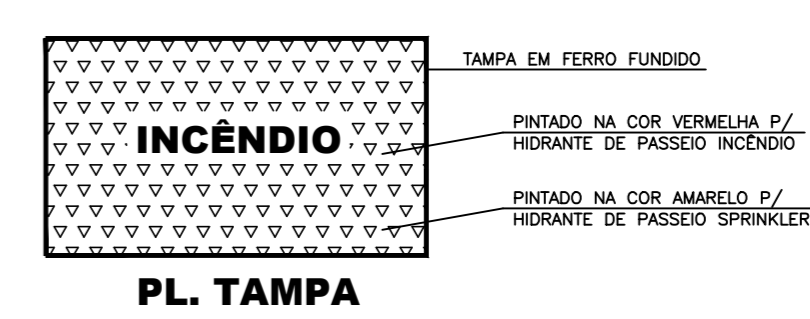 TAMPA EM FERRO FUNDIDO
INCÊNDIO
PINTADO NA COR VERMELHA P/
HIDRANTE DE PASSEIO INCÊNDIO
PINTADO NA COR AMARELO P/
HIDRANTE DE PASSEIO SPRINKLER
PL. TAMPA